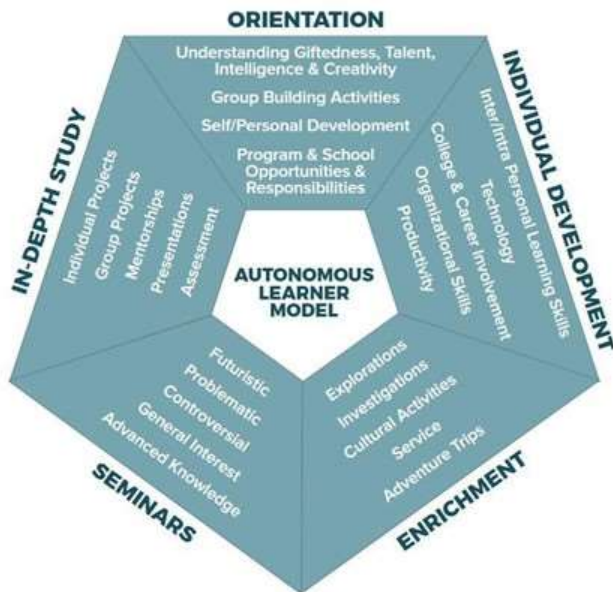 ORIENTATION
Understanding Giftedness, Talent,
Intelligence & Creativity
Group Building Activities
Self/Personal Development
Program & School
Opportunities &
Responsibilities
INDIVIDUAL DEVELOPMENT
Inter/Intra Personal Learning Skills
Technology
College & Career Involvement
Organizational Skills
Productivity
ENRICHMENT
Explorations
Investigations
Cultural Activities
Service
Adventure Trips
SEMINARS
Futuristic
Problematic
Controversial
General Interest
Advanced Knowledge
IN-DEPTH STUDY
Individual Projects
Group Projects
Mentorships
Presentations
Assessment
AUTONOMOUS
LEARNER
MODEL